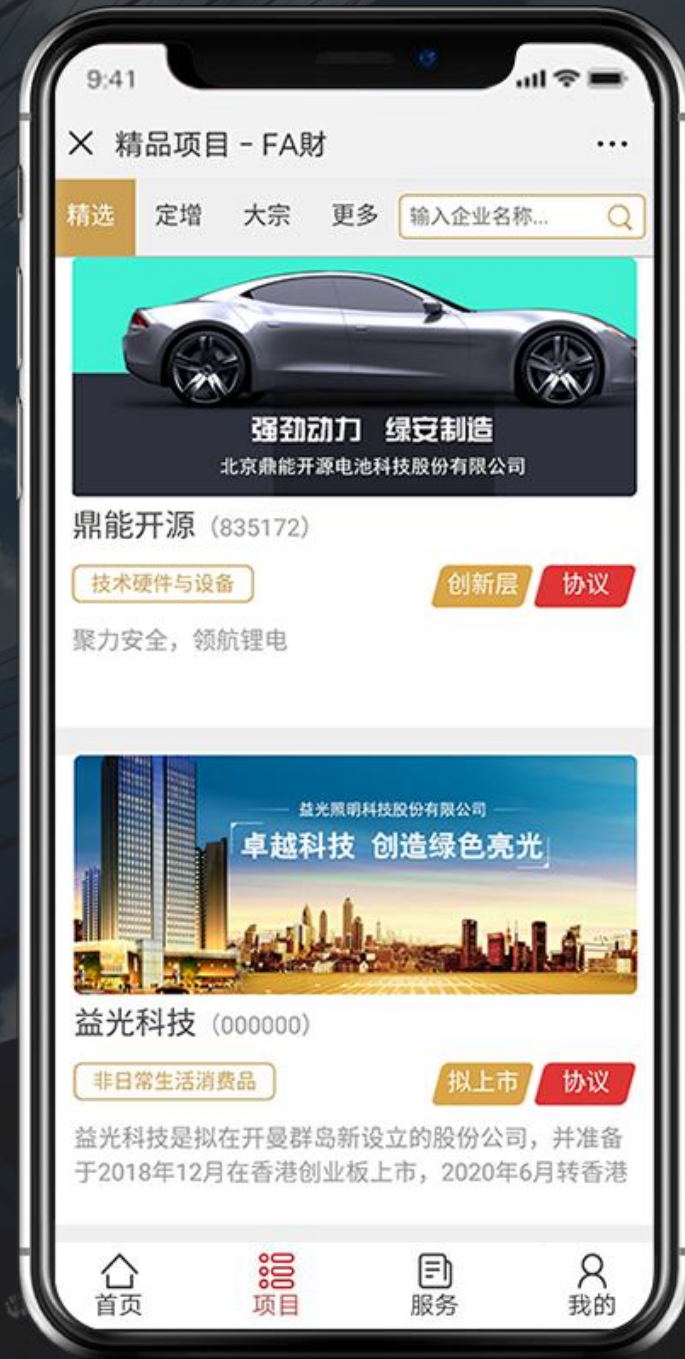 9:41
精品项目 - FA財
精选 定增 大宗 更多 输入企业名称...
强劲动力 绿安制造
北京鼎能开源电池科技股份有限公司
鼎能开源（835172）
技术硬件与设备 创新层 协议
聚力安全，领航锂电
益光照明科技股份有限公司
卓越科技 创造绿色亮光
益光科技（000000）
非日常生活消费品 拟上市 协议
益光科技是拟在开曼群岛新设立的股份公司，并准备
于2018年12月在香港创业板上市，2020年6月转香港
首页 项目 服务 我的